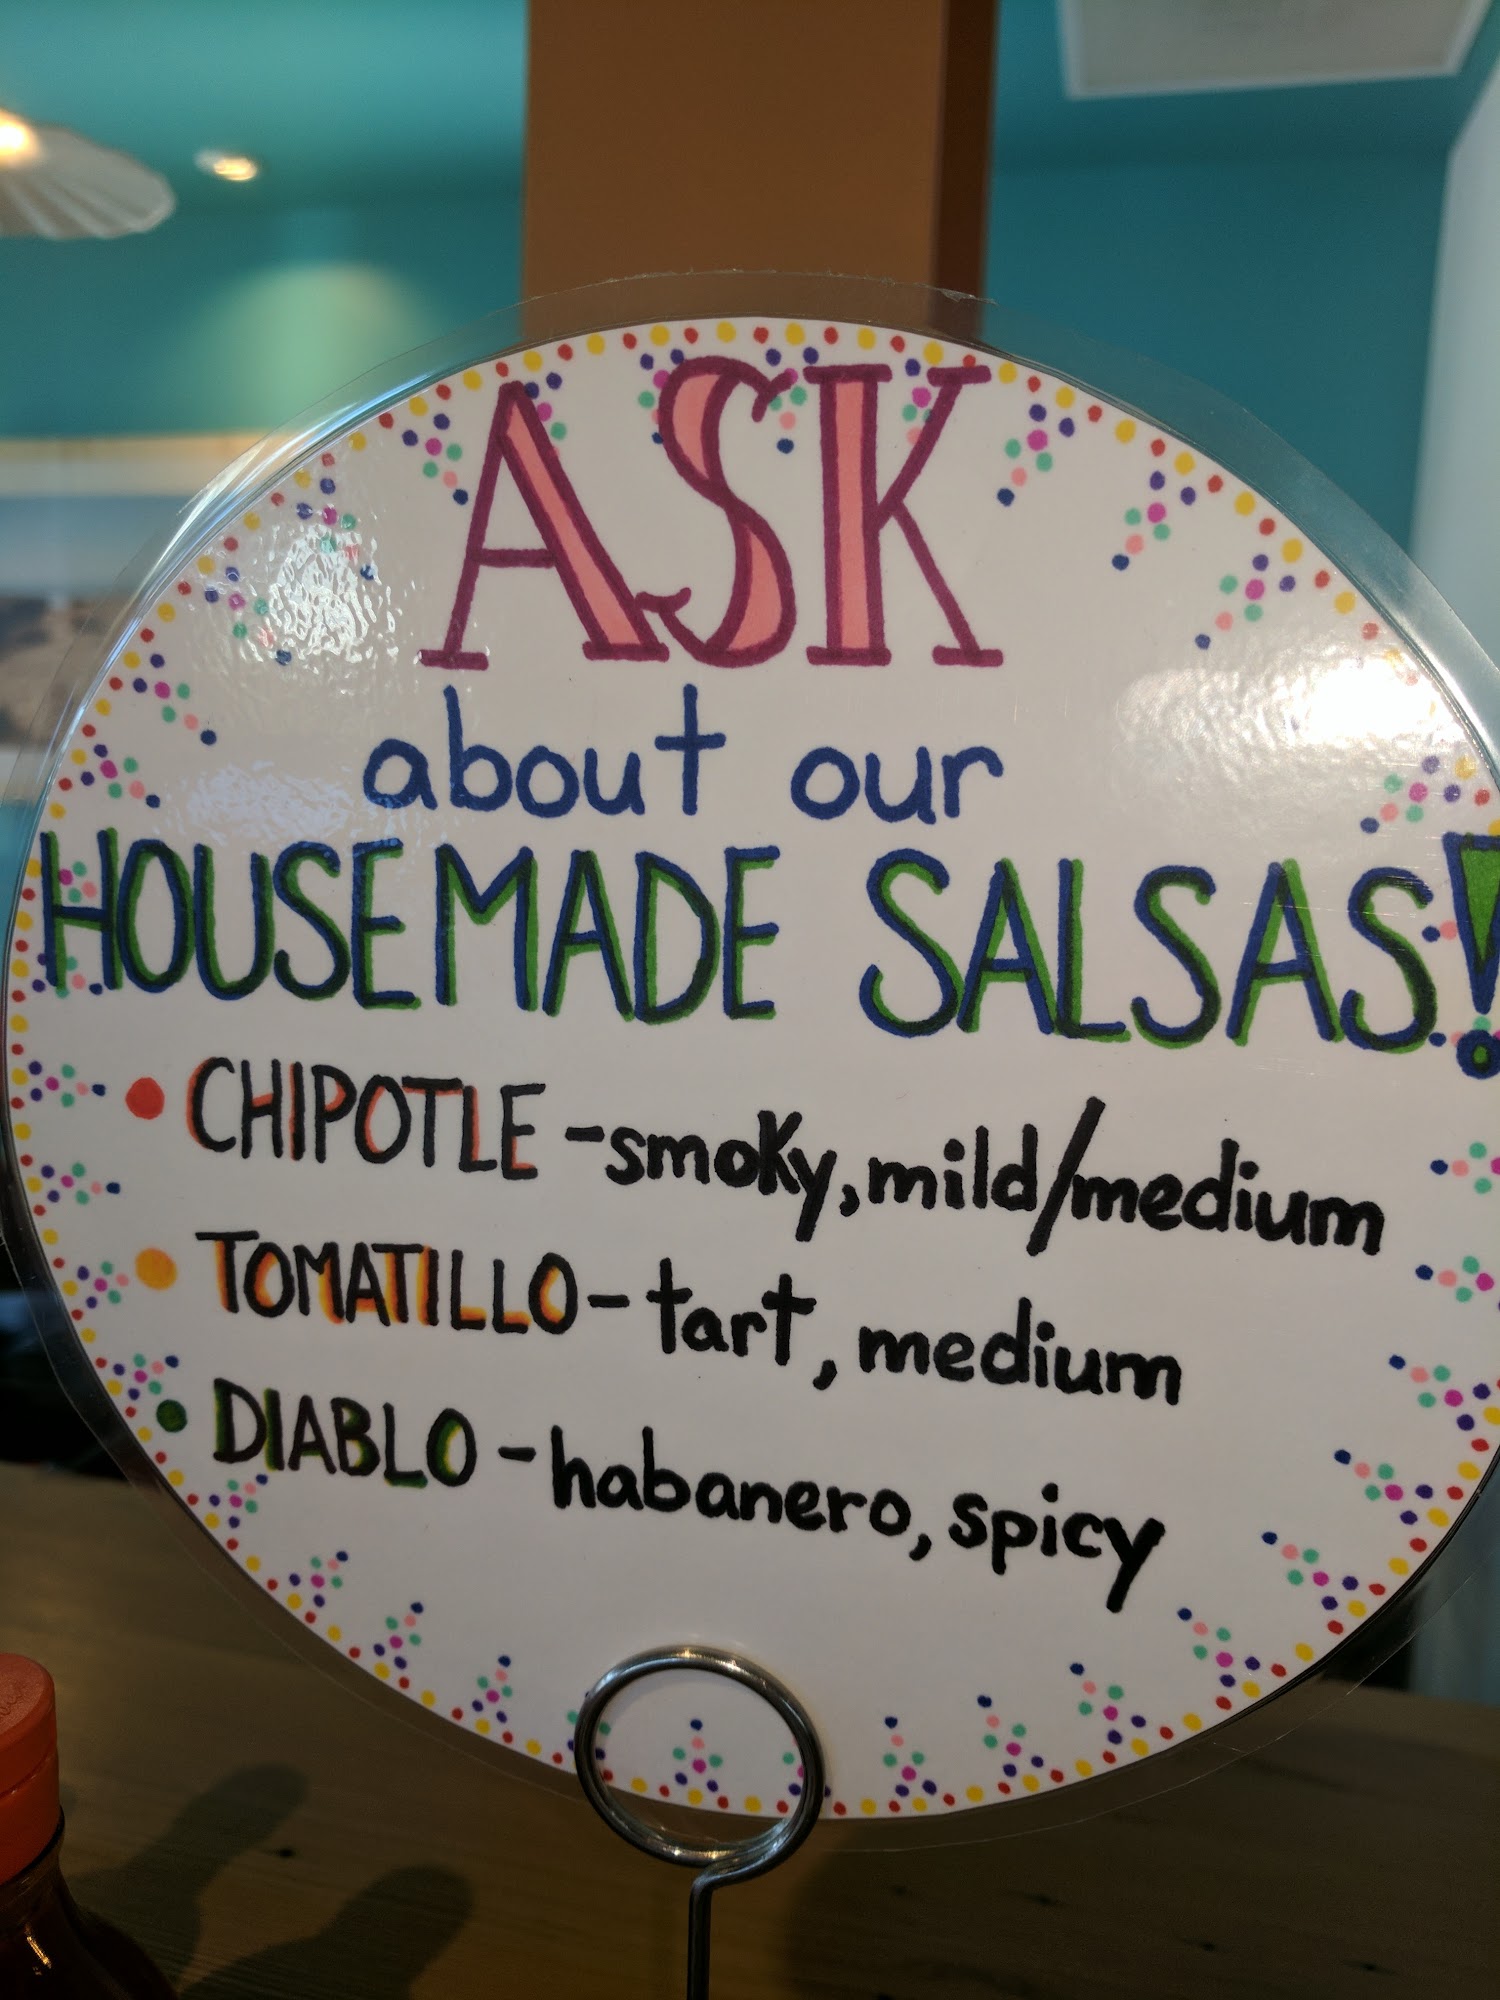 ASK
about our
HOUSEMADE SALSAS!
• CHIPOTLE - smoky, mild/medium
• TOMATILLO - tart, medium
• DIABLO - habanero, spicy